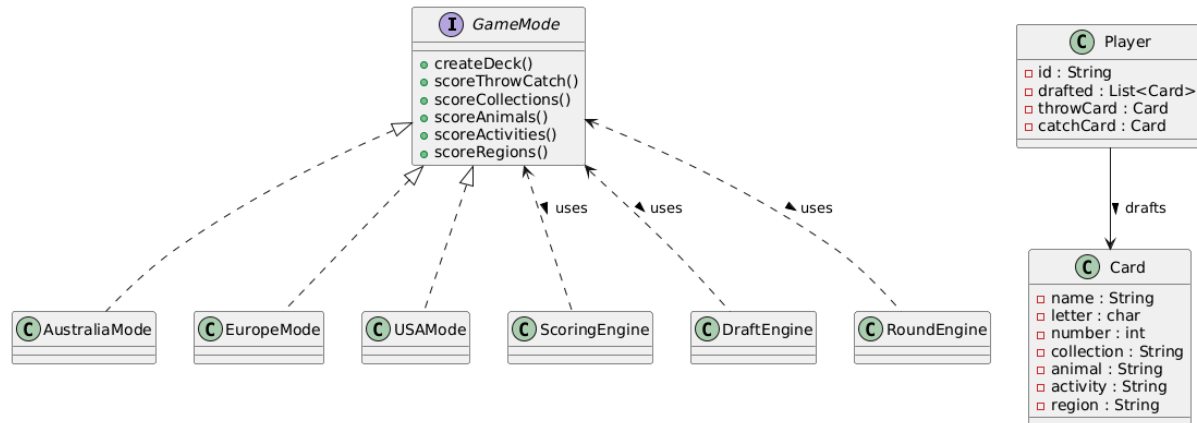 I GameMode
createDeck()
scoreThrowCatch()
scoreCollections()
scoreAnimals()
scoreActivities()
scoreRegions()
C Player
id : String
drafted : List<Card>
throwCard : Card
catchCard : Card
uses
uses
uses
drafts
C AustraliaMode
C EuropeMode
C USAMode
C ScoringEngine
C DraftEngine
C RoundEngine
C Card
name : String
letter : char
number : int
collection : String
animal : String
activity : String
region : String